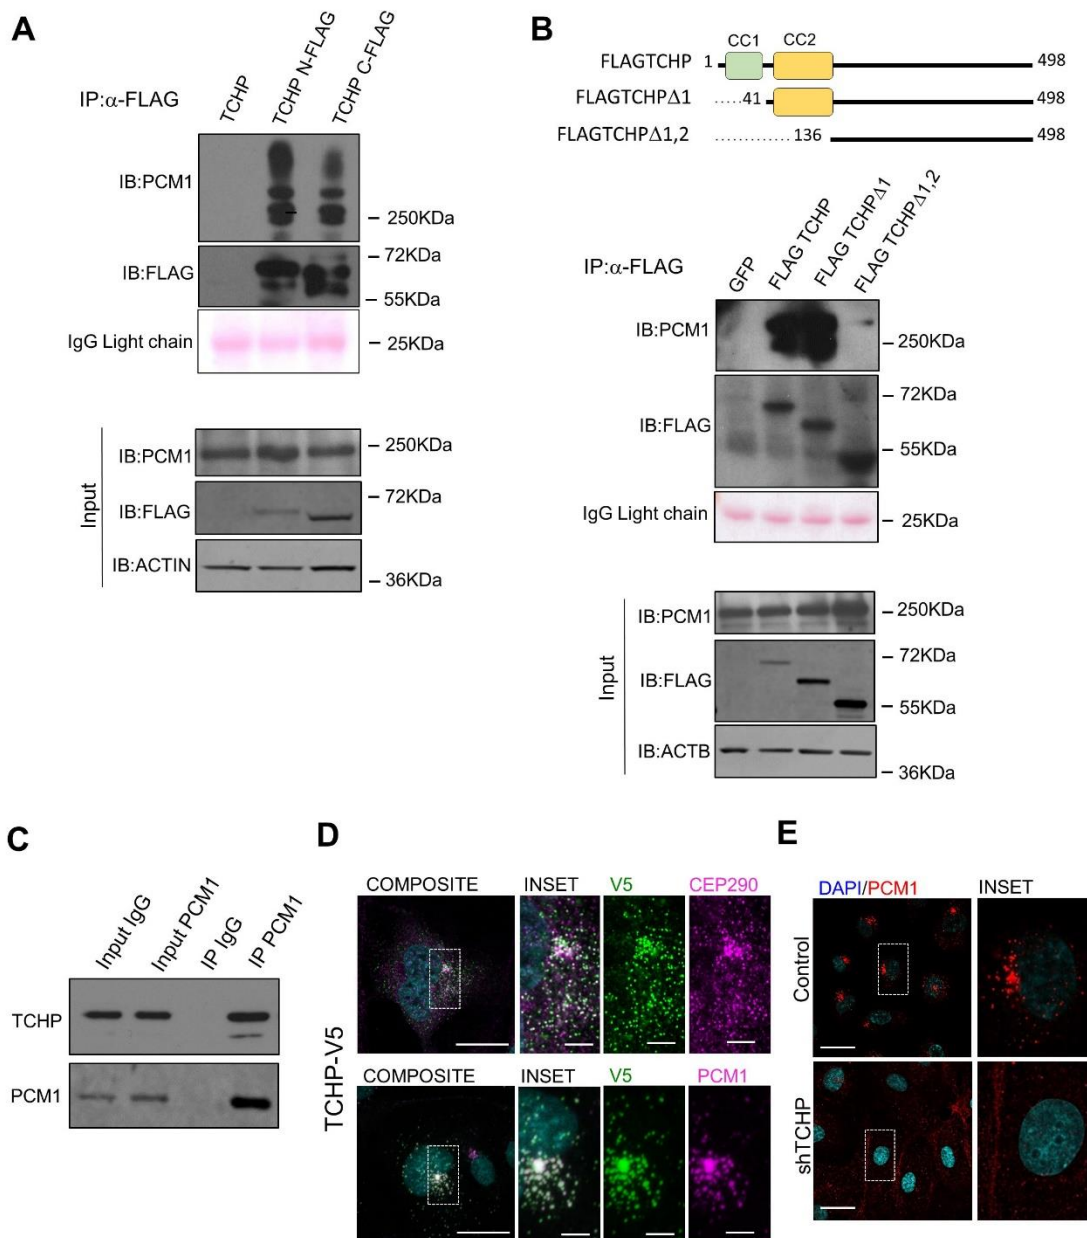 A
IP:α-FLAG
TCHP
TCHP N-FLAG
TCHP C-FLAG
IB:PCM1
– 250KDa
– 72KDa
IB:FLAG
– 55KDa
IgG Light chain
– 25KDa
Input
IB:PCM1
– 250KDa
IB:FLAG
– 72KDa
IB:ACTIN
– 36KDa
B
CC1 CC2
FLAGTCHP 1 498
FLAGTCHPΔ1 ......41 498
FLAGTCHPΔ1,2 .................. 136 498
IP:α-FLAG
GFP
FLAG TCHP
FLAG TCHPΔ1
FLAG TCHPΔ1,2
IB:PCM1
– 250KDa
– 72KDa
IB:FLAG
– 55KDa
IgG Light chain
– 25KDa
Input
IB:PCM1
– 250KDa
– 72KDa
IB:FLAG
– 55KDa
IB:ACTB
– 36KDa
C
Input IgG
Input PCM1
IP IgG
IP PCM1
TCHP
PCM1
D
TCHP-V5
COMPOSITE INSET V5 CEP290
COMPOSITE INSET V5 PCM1
E
DAPI/PCM1 INSET
Control
shTCHP